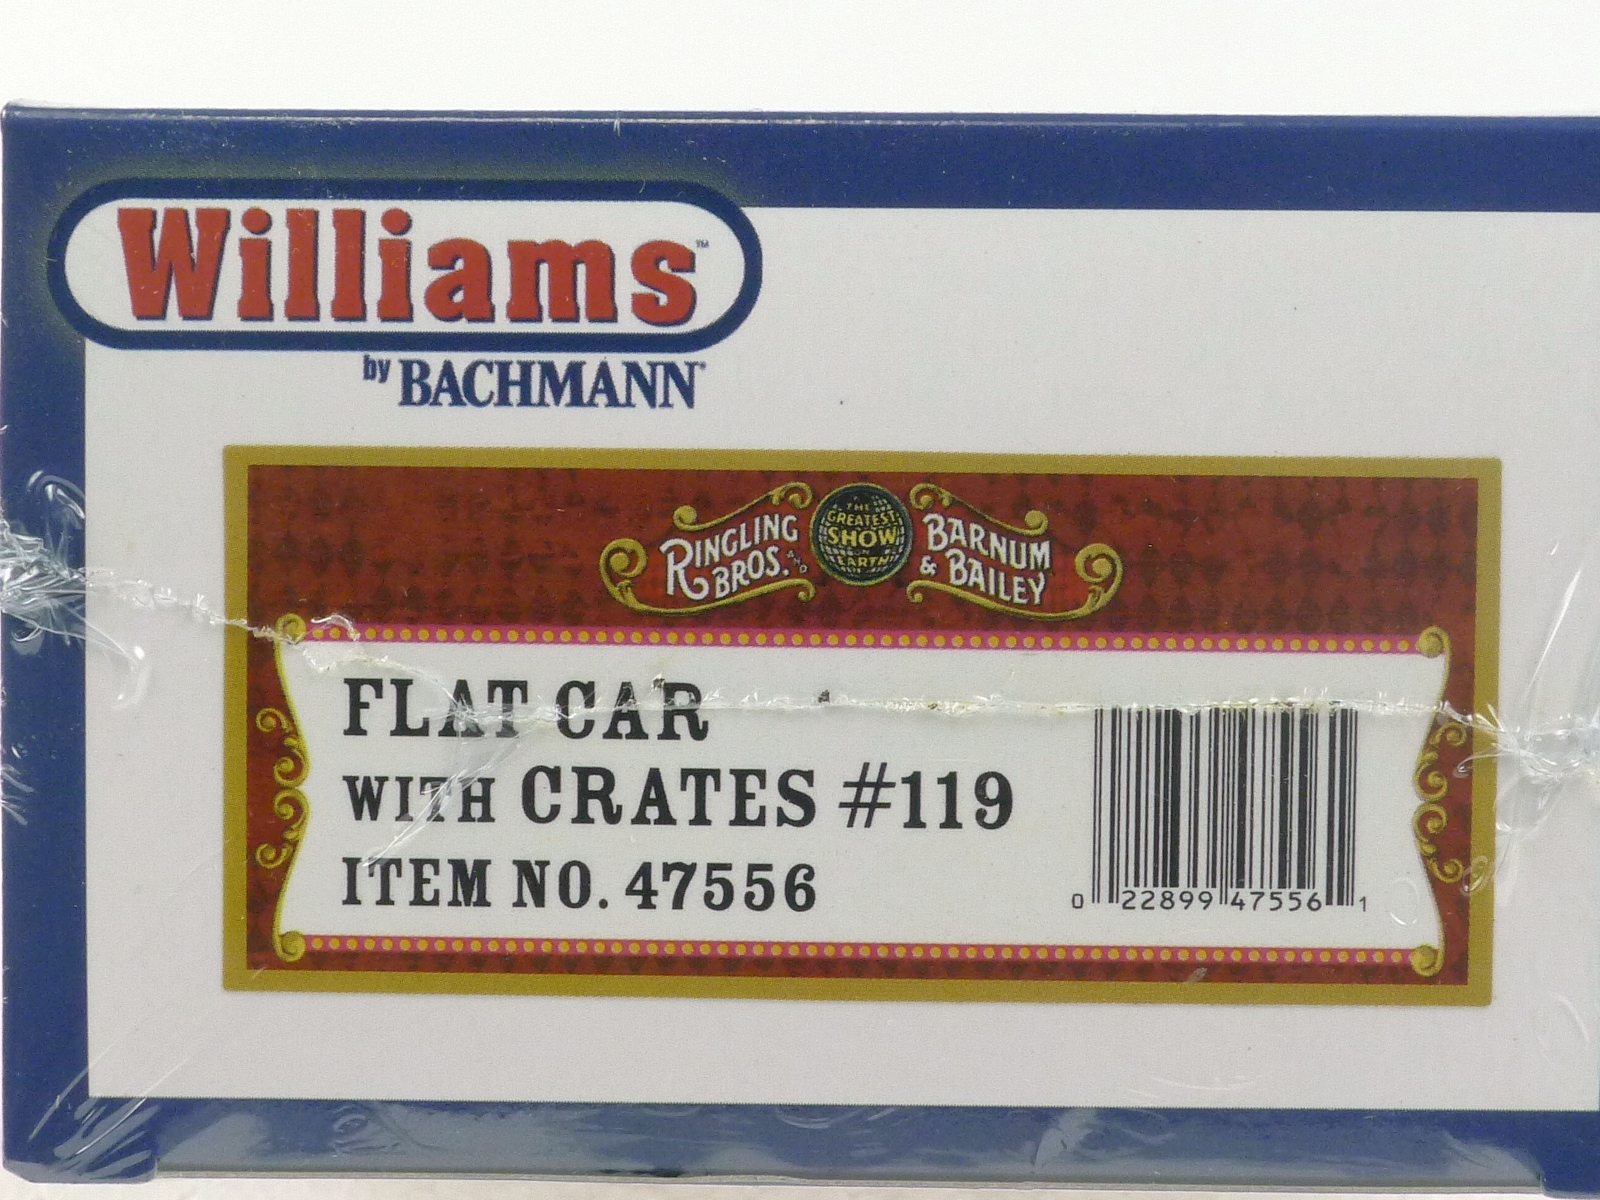 Williams™
by BACHMANN®
RINGLING BROS. AND
THE GREATEST SHOW ON EARTH
BARNUM & BAILEY
FLAT CAR
WITH CRATES #119
ITEM NO. 47556
0 22899 47556 1